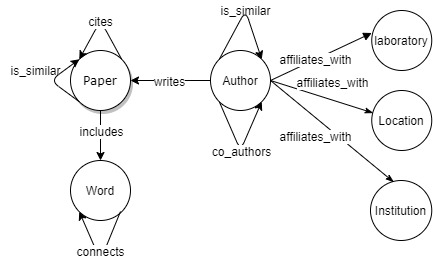 cites
is_similar
is_similar
Paper
writes
Author
affiliates_with
laboratory
affiliates_with
Location
includes
co_authors
affiliates_with
Word
Institution
connects